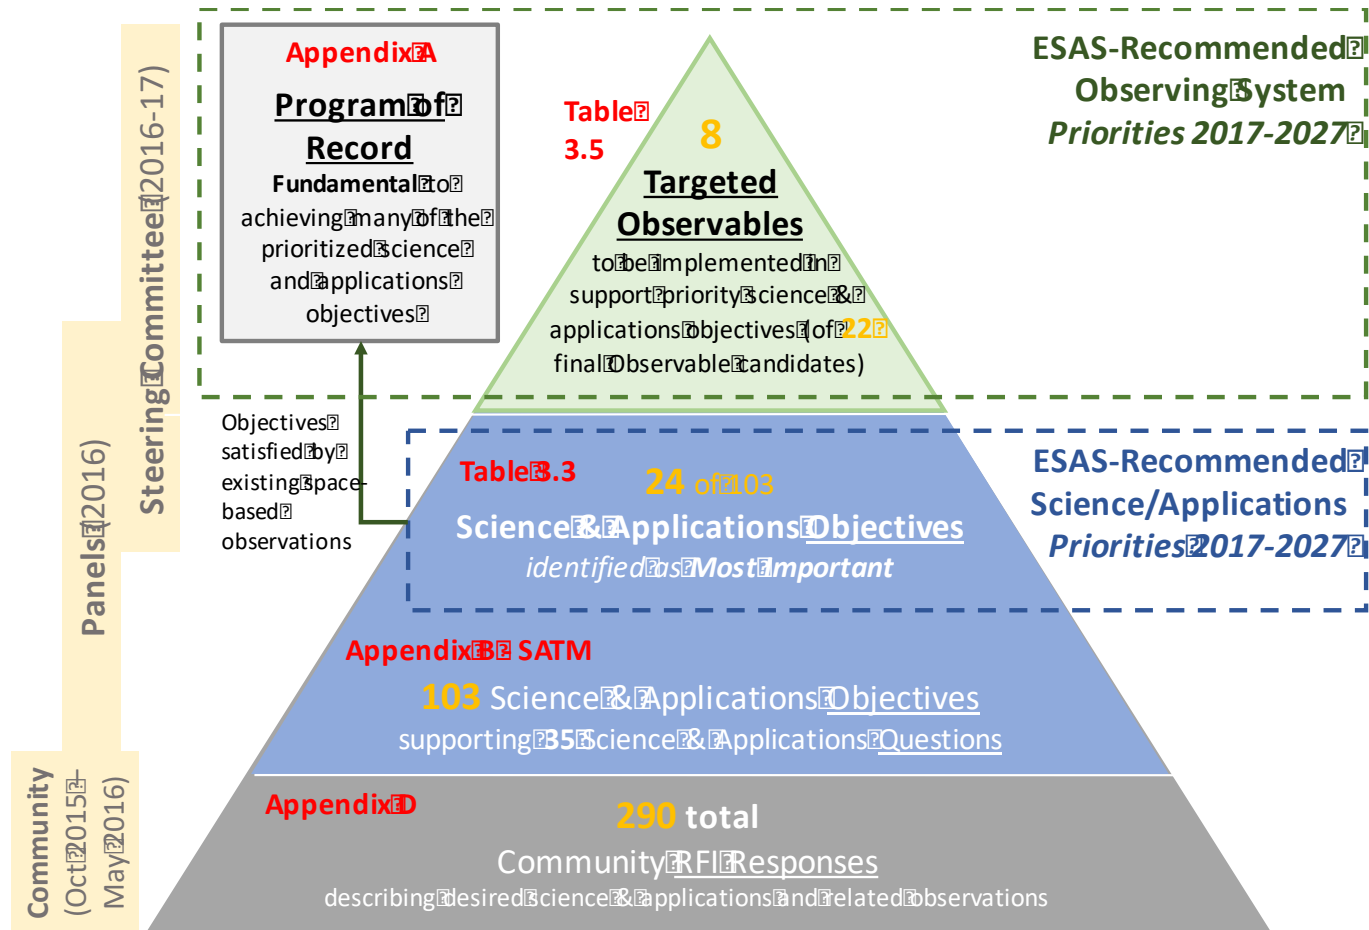 Appendix A
Program of
Record
Fundamental to
achieving many of the
prioritized science
and applications
objectives
Table
3.5
8
Targeted
Observables
to be implemented in
support priority science &
applications objectives (of 22
final Observable candidates)
ESAS-Recommended
Observing System
Priorities 2017-2027
Steering Committee (2016-17)
Panels (2016)
Community
(Oct 2015 –
May 2016)
Objectives
satisfied by
existing space-
based
observations
Table 3.3
24 of 103
Science & Applications Objectives
identified as Most Important
ESAS-Recommended
Science/Applications
Priorities 2017-2027
Appendix B - SATM
103 Science & Applications Objectives
supporting 35 Science & Applications Questions
Appendix D
290 total
Community RFI Responses
describing desired science & applications and related observations